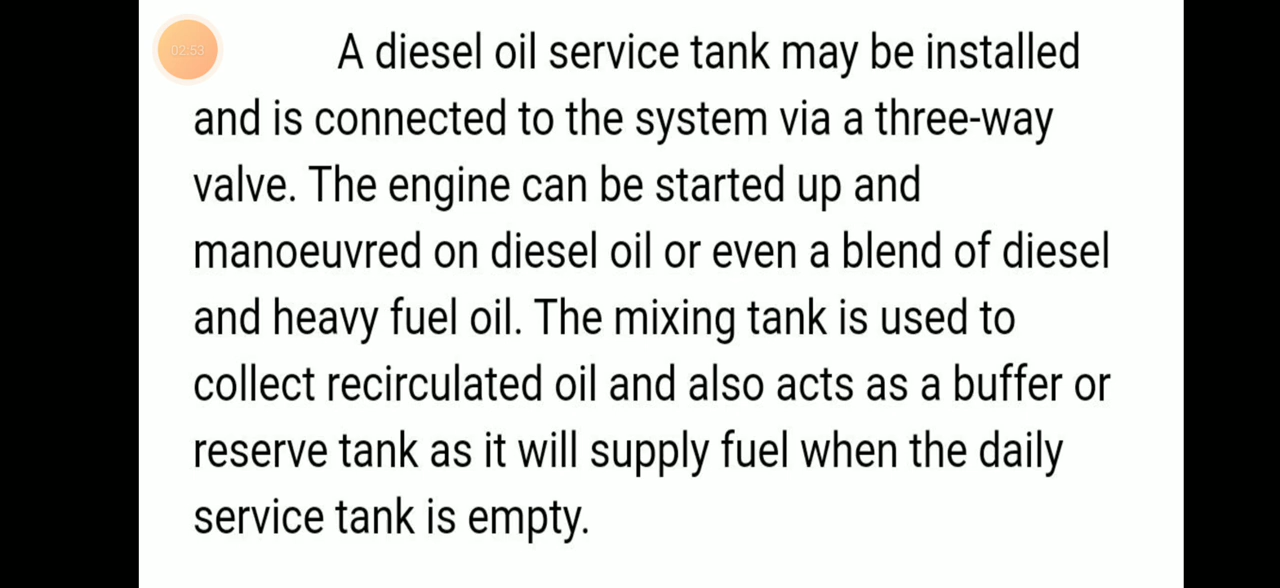 02:53
A diesel oil service tank may be installed
and is connected to the system via a three-way
valve. The engine can be started up and
manoeuvred on diesel oil or even a blend of diesel
and heavy fuel oil. The mixing tank is used to
collect recirculated oil and also acts as a buffer or
reserve tank as it will supply fuel when the daily
service tank is empty.